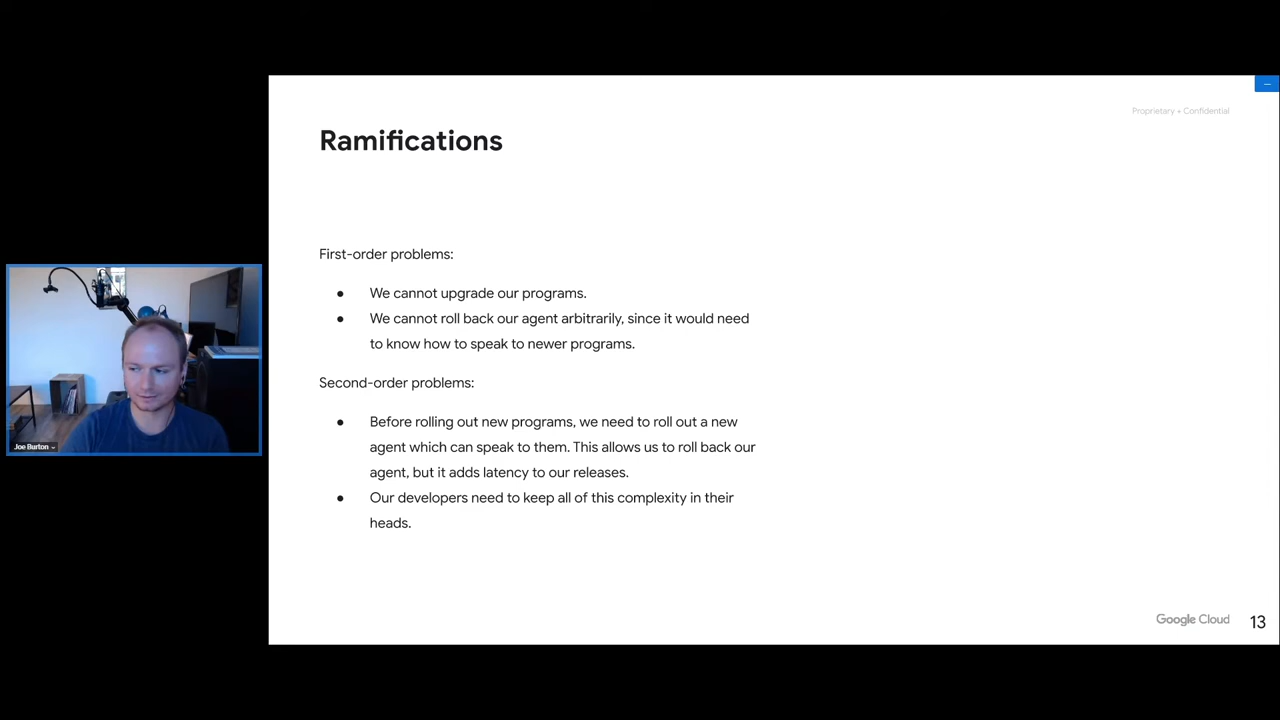 Proprietary + Confidential
Ramifications
First-order problems:
● We cannot upgrade our programs.
● We cannot roll back our agent arbitrarily, since it would need
to know how to speak to newer programs.
Second-order problems:
● Before rolling out new programs, we need to roll out a new
agent which can speak to them. This allows us to roll back our
agent, but it adds latency to our releases.
● Our developers need to keep all of this complexity in their
heads.
Joe Burton
Google Cloud
13